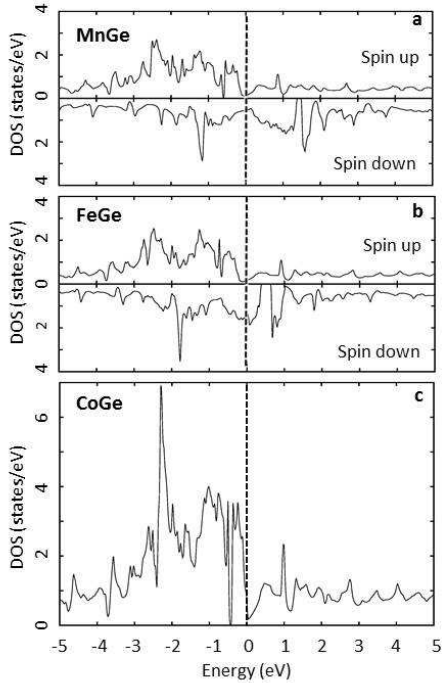 4
MnGe
a
2
Spin up
0
DOS (states/eV)
2
Spin down
4
FeGe
b
2
Spin up
0
DOS (states/eV)
2
Spin down
4
CoGe
c
6
4
DOS (states/eV)
2
0
-5 -4 -3 -2 -1 0 1 2 3 4 5
Energy (eV)